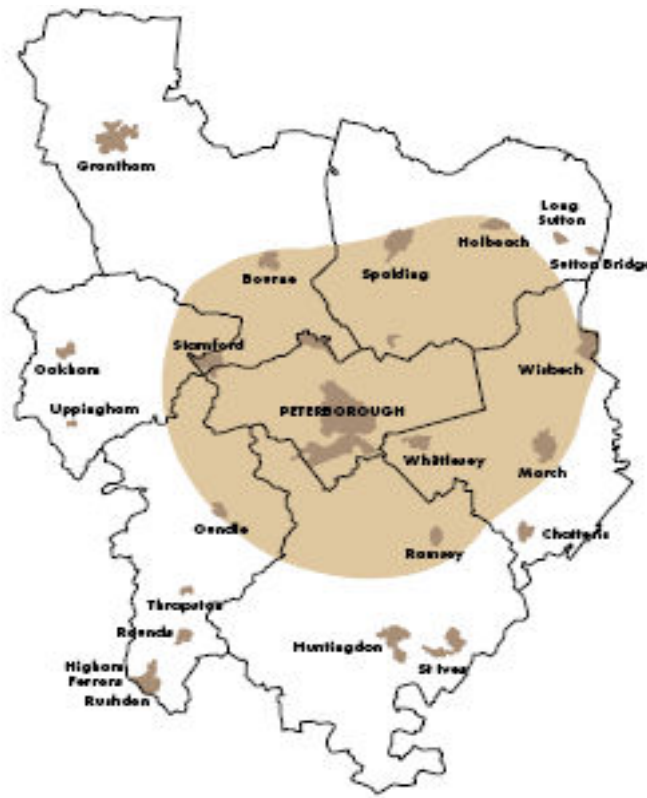 Grantham
Long
Sutton
Holbeach
Sutton Bridge
Bourne
Spalding
Stamford
Oakham
Wisbech
Uppingham
PETERBOROUGH
Whittlesey
March
Oundle
Ramsey
Chatteris
Thrapston
Raunds
Huntingdon
St Ives
Higham
Ferrers
Rushden